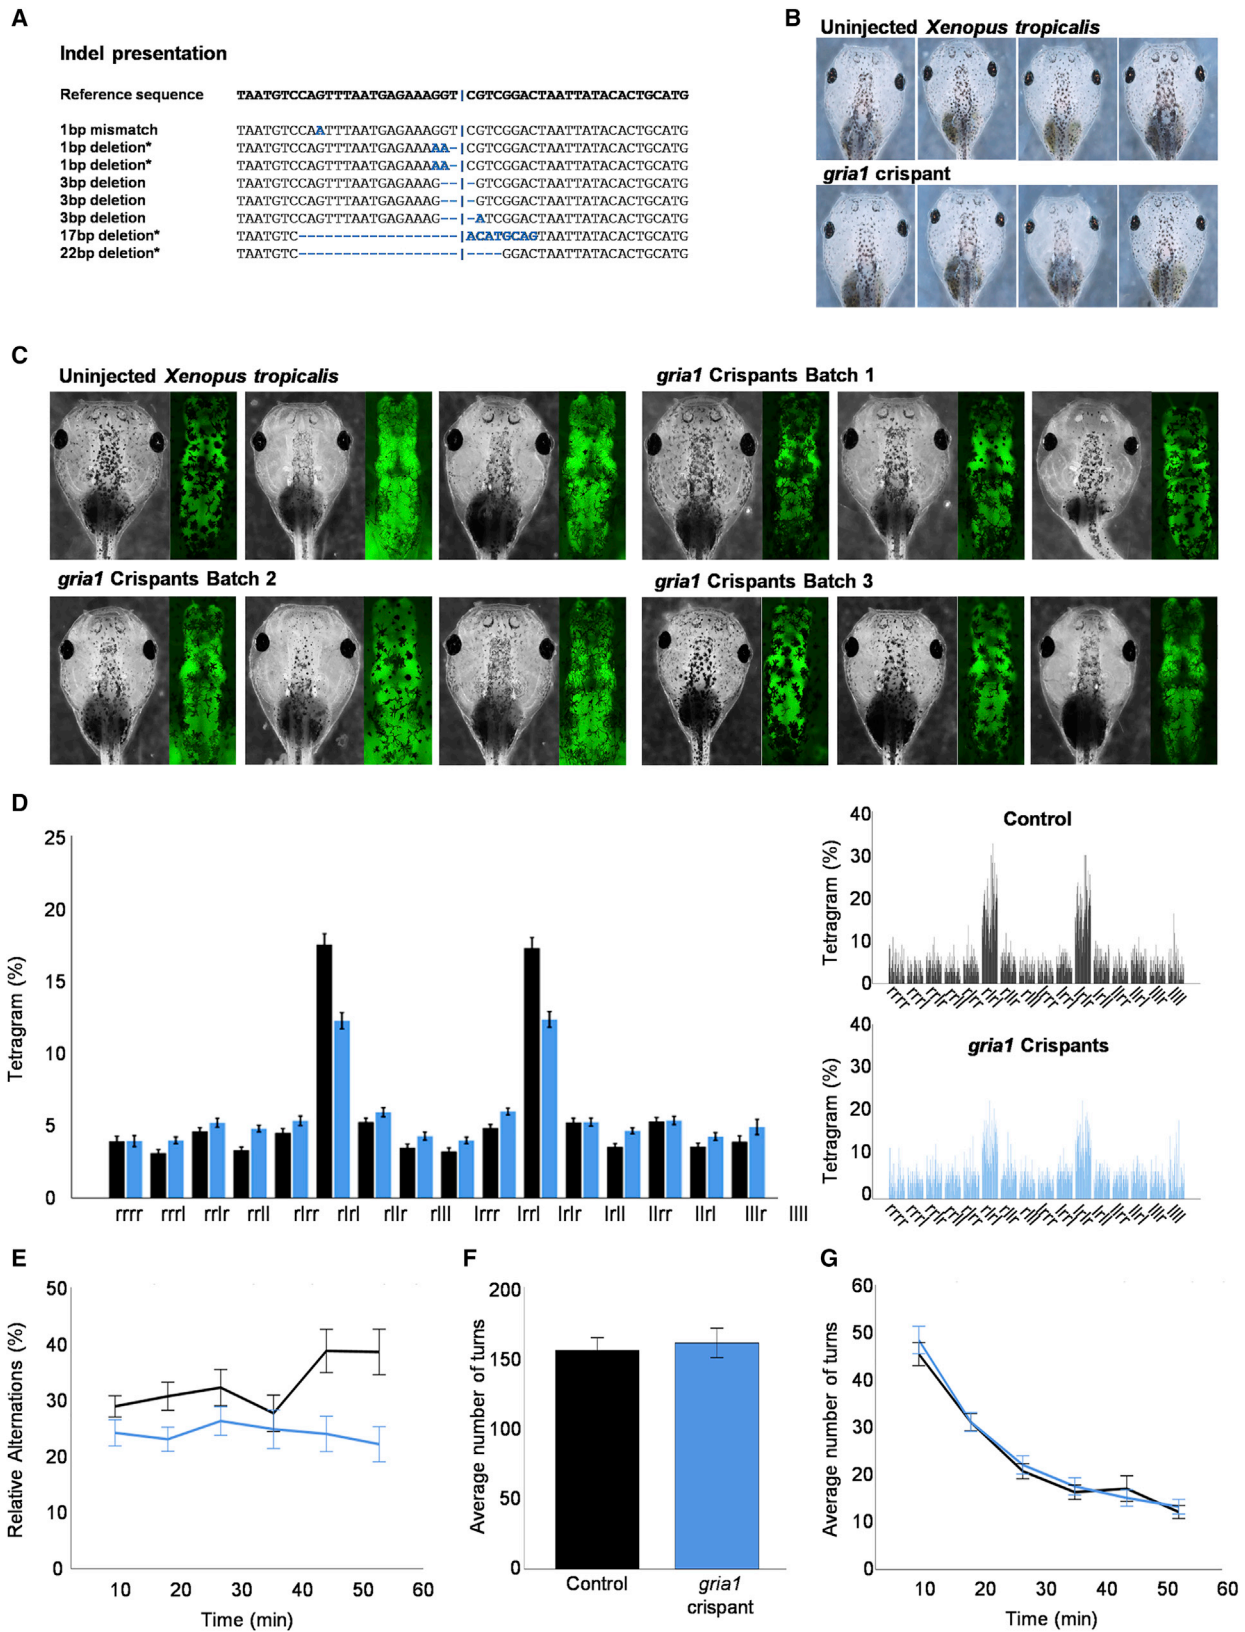 A
Indel presentation
Reference sequence TAATGTCCAGTTTAATGAGAAAGGT | CGTCGGACTAATTATACACTGCATG
1bp mismatch TAATGTCCAATTTAATGAGAAAGGT | CGTCGGACTAATTATACACTGCATG
1bp deletion* TAATGTCCAGTTTAATGAGAAAAA- | CGTCGGACTAATTATACACTGCATG
1bp deletion* TAATGTCCAGTTTAATGAGAAAAA- | CGTCGGACTAATTATACACTGCATG
3bp deletion TAATGTCCAGTTTAATGAGAAAG-- | -GTCGGACTAATTATACACTGCATG
3bp deletion TAATGTCCAGTTTAATGAGAAAG-- | -GTCGGACTAATTATACACTGCATG
3bp deletion TAATGTCCAGTTTAATGAGAAAG-- | -ATCGGACTAATTATACACTGCATG
17bp deletion* TAATGTC------------------ | ACATGCAGTAATTATACACTGCATG
22bp deletion* TAATGTC------------------ | ----GGACTAATTATACACTGCATG
B
Uninjected Xenopus tropicalis
gria1 crispant
C
Uninjected Xenopus tropicalis
gria1 Crispants Batch 1
gria1 Crispants Batch 2
gria1 Crispants Batch 3
D
Tetragram (%)
25
20
15
10
5
0
rrrr rrrl rrlr rrll rlrr rlrl rllr rlll lrrr lrrl lrlr lrll llrr llrl lllr llll
Control
Tetragram (%)
40
30
20
10
0
gria1 Crispants
Tetragram (%)
40
30
20
10
0
E
Relative Alternations (%)
50
40
30
20
10
0
10 20 30 40 50 60
Time (min)
F
Average number of turns
200
150
100
50
0
Control
gria1
crispant
G
Average number of turns
60
50
40
30
20
10
0
10 20 30 40 50 60
Time (min)